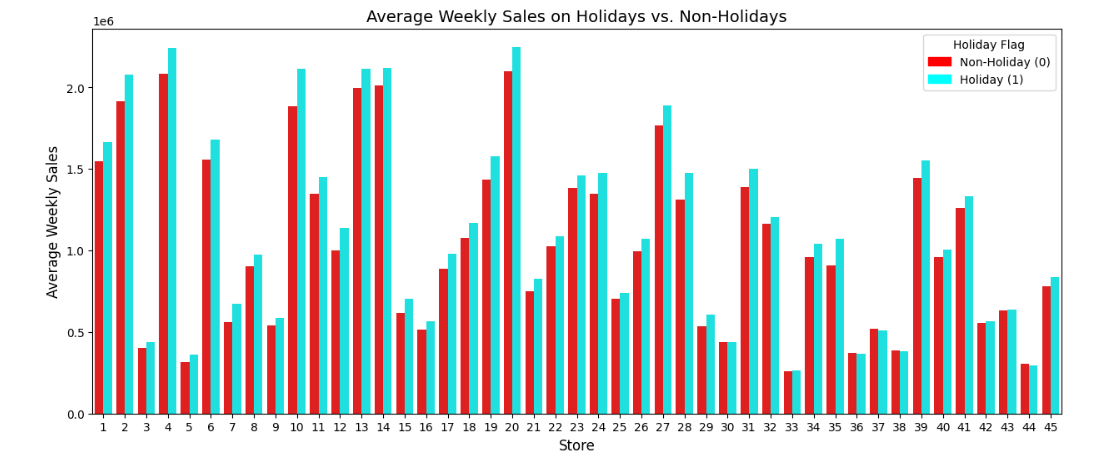 Average Weekly Sales on Holidays vs. Non-Holidays
1e6
Holiday Flag
Non-Holiday (0)
Holiday (1)
2.0
1.5
1.0
0.5
0.0
Average Weekly Sales
1 2 3 4 5 6 7 8 9 10 11 12 13 14 15 16 17 18 19 20 21 22 23 24 25 26 27 28 29 30 31 32 33 34 35 36 37 38 39 40 41 42 43 44 45
Store